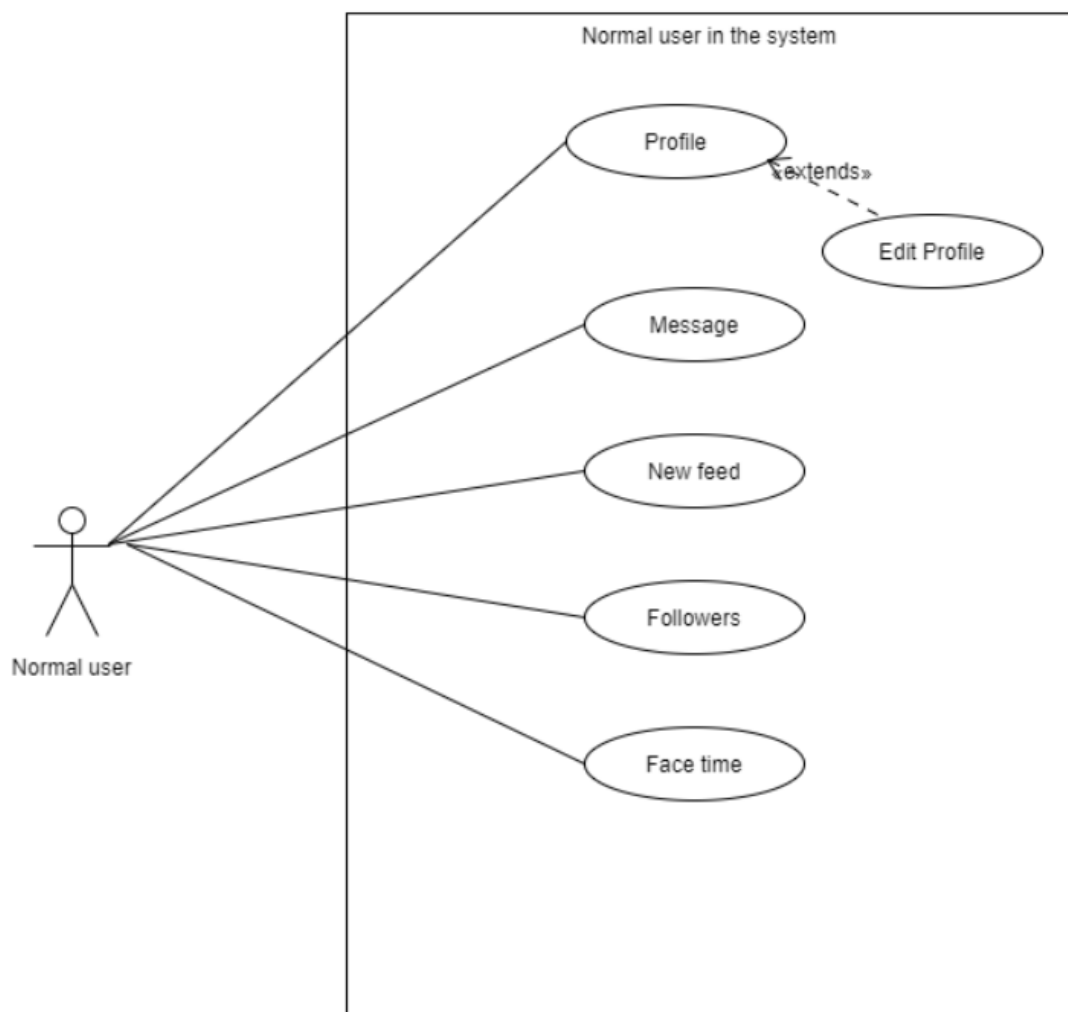 Normal user in the system
Profile
«extends»
Edit Profile
Message
New feed
Followers
Normal user
Face time